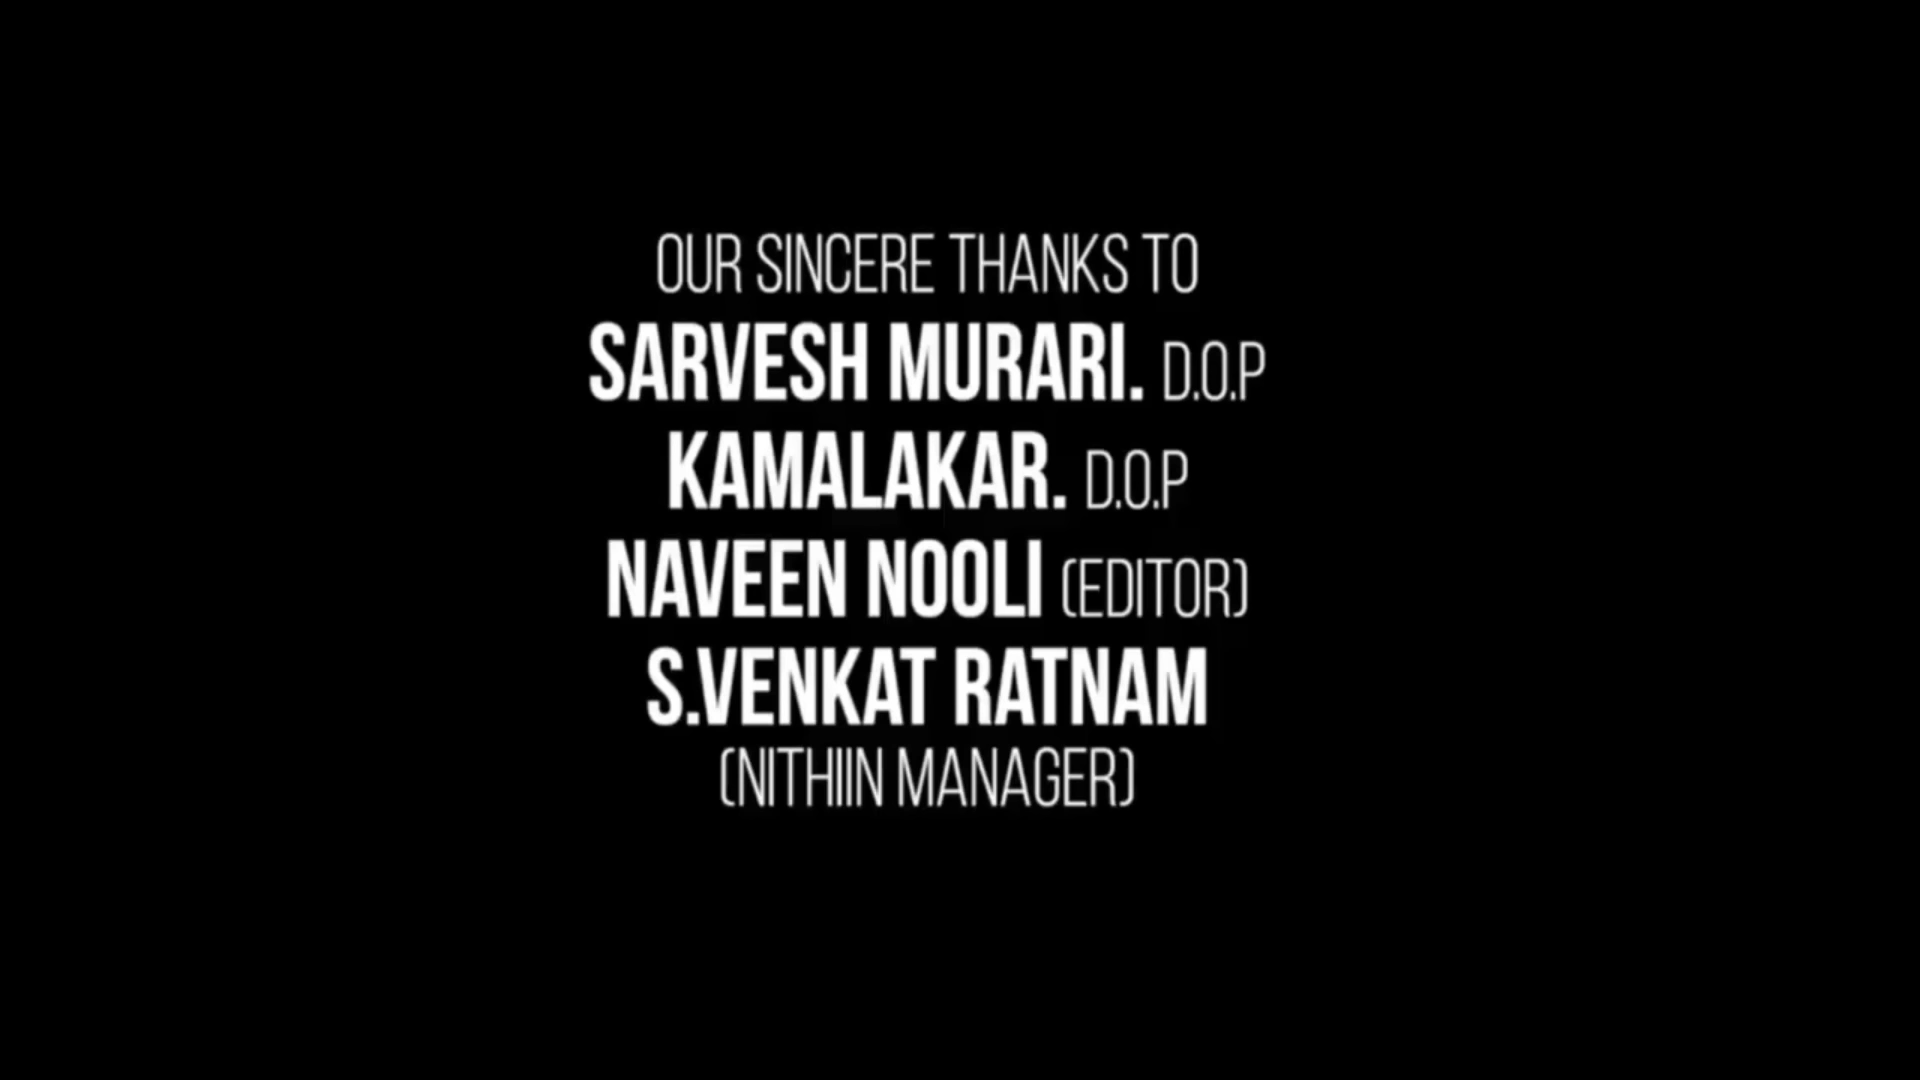 OUR SINCERE THANKS TO
SARVESH MURARI. D.O.P
KAMALAKAR. D.O.P
NAVEEN NOOLI (EDITOR)
S.VENKAT RATNAM
(NITHIIN MANAGER)